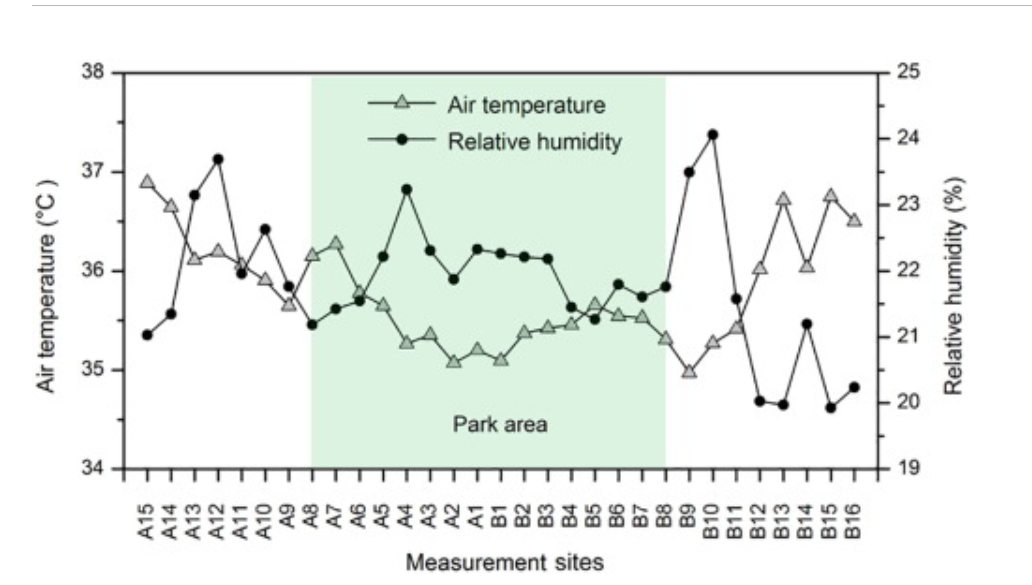 38
37
36
35
34
Air temperature (°C )
Air temperature
Relative humidity
Park area
25
24
23
22
21
20
19
Relative humidity (%)
A15 A14 A13 A12 A11 A10 A9 A8 A7 A6 A5 A4 A3 A2 A1 B1 B2 B3 B4 B5 B6 B7 B8 B9 B10 B11 B12 B13 B14 B15 B16
Measurement sites